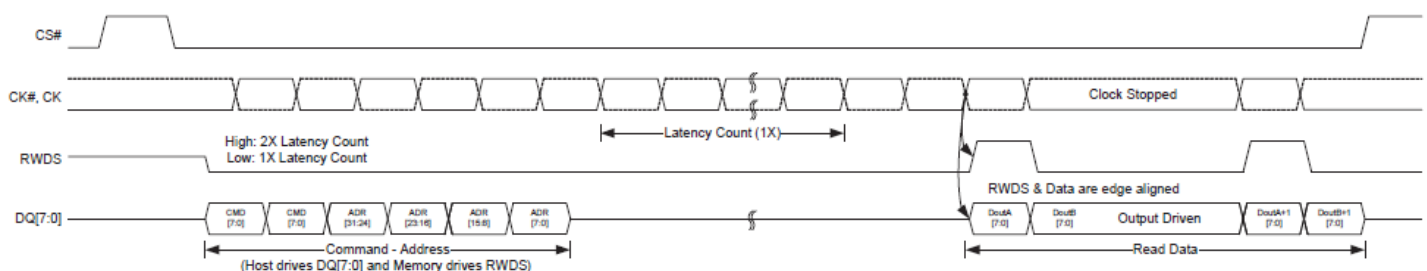 CS#
CK#, CK
Clock Stopped
Latency Count (1X)
High: 2X Latency Count
Low: 1X Latency Count
RWDS
RWDS & Data are edge aligned
DQ[7:0]
CMD
[7:0]
CMD
[7:0]
ADR
[31:24]
ADR
[23:16]
ADR
[15:8]
ADR
[7:0]
DoutA
[7:0]
DoutB
[7:0]
Output Driven
DoutA+1
[7:0]
DoutB+1
[7:0]
Command - Address
(Host drives DQ[7:0] and Memory drives RWDS)
Read Data